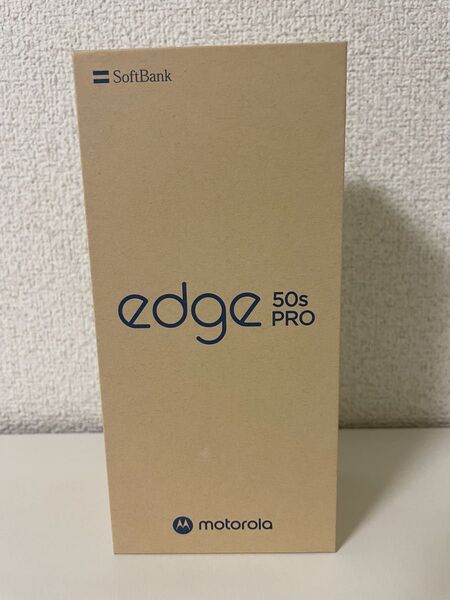 SoftBank
edge 50s
PRO
motorola